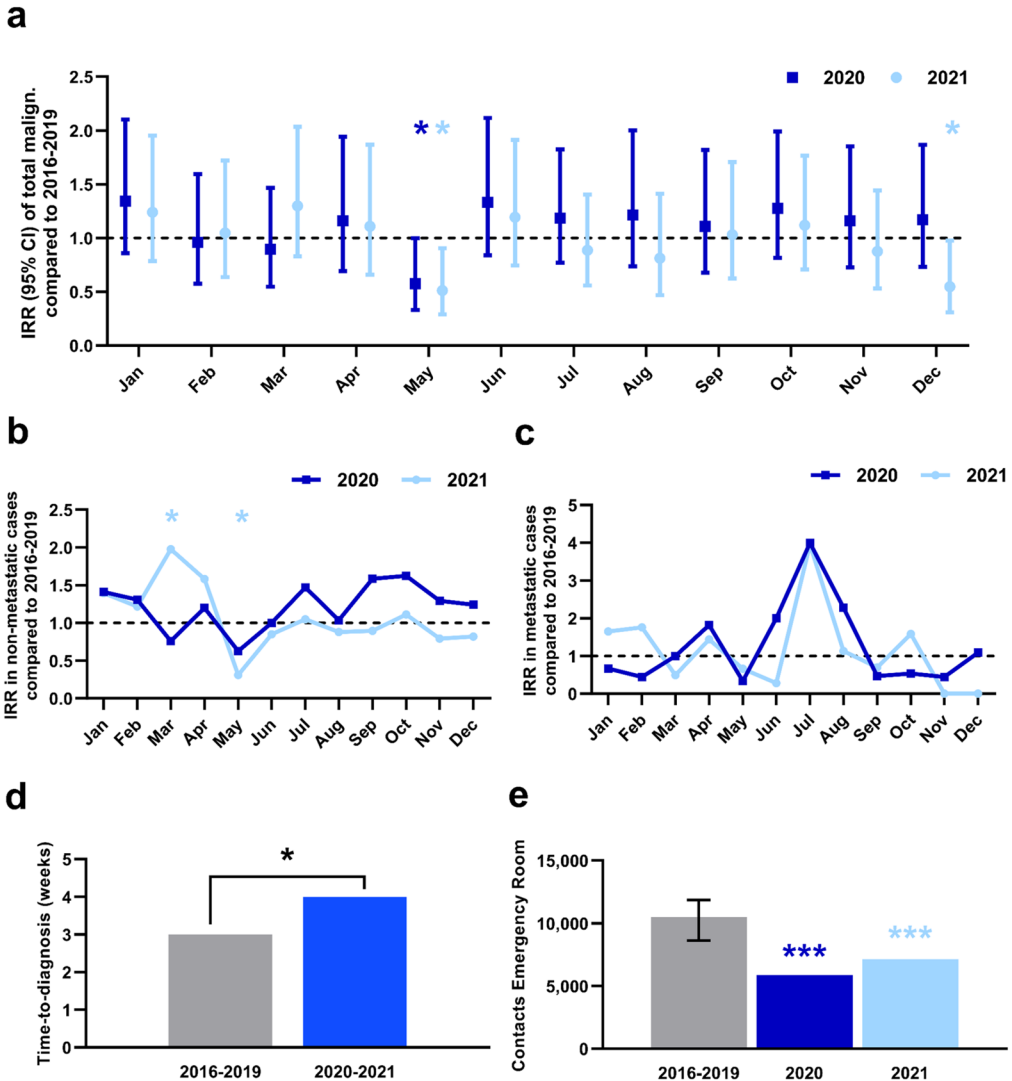 a
IRR (95% CI) of total malign.
compared to 2016-2019
2020 2021
2.5
2.0
1.5
1.0
0.5
0.0
* * *
Jan Feb Mar Apr May Jun Jul Aug Sep Oct Nov Dec
b
IRR in non-metastatic cases
compared to 2016-2019
2020 2021
2.5
2.0
1.5
1.0
0.5
0.0
* *
Jan Feb Mar Apr May Jun Jul Aug Sep Oct Nov Dec
c
IRR in metastatic cases
compared to 2016-2019
2020 2021
5
4
3
2
1
0
Jan Feb Mar Apr May Jun Jul Aug Sep Oct Nov Dec
d
Time-to-diagnosis (weeks)
5
4
3
2
1
0
*
2016-2019 2020-2021
e
Contacts Emergency Room
15,000
10,000
5,000
0
*** ***
2016-2019 2020 2021